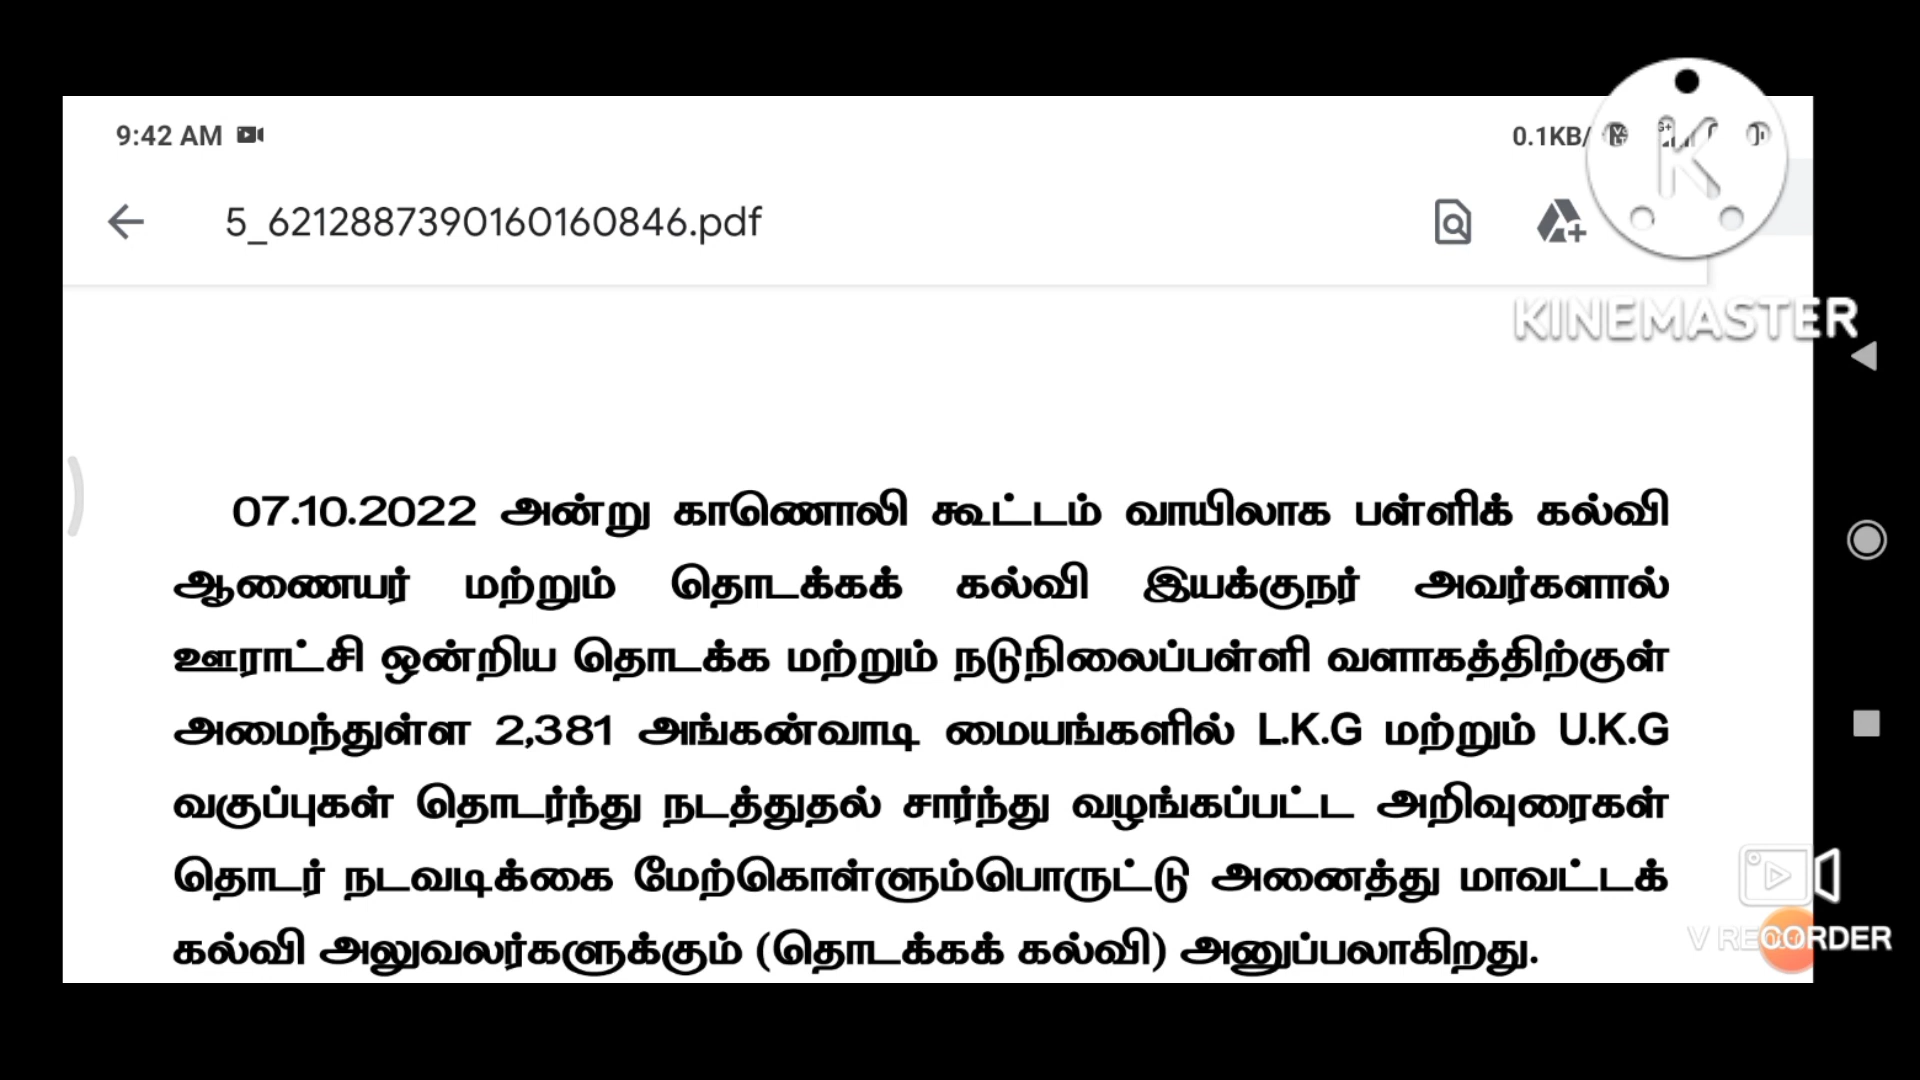 9:42 AM
0.1KB/
5_6212887390160160846.pdf
KINEMASTER
07.10.2022 அன்று காணொலி கூட்டம் வாயிலாக பள்ளிக் கல்வி
ஆணையர் மற்றும் தொடக்கக் கல்வி இயக்குநர் அவர்களால்
ஊராட்சி ஒன்றிய தொடக்க மற்றும் நடுநிலைப்பள்ளி வளாகத்திற்குள்
அமைந்துள்ள 2,381 அங்கன்வாடி மையங்களில் L.K.G மற்றும் U.K.G
வகுப்புகள் தொடர்ந்து நடத்துதல் சார்ந்து வழங்கப்பட்ட அறிவுரைகள்
தொடர் நடவடிக்கை மேற்கொள்ளும்பொருட்டு அனைத்து மாவட்டக்
கல்வி அலுவலர்களுக்கும் (தொடக்கக் கல்வி) அனுப்பலாகிறது.
V RECORDER